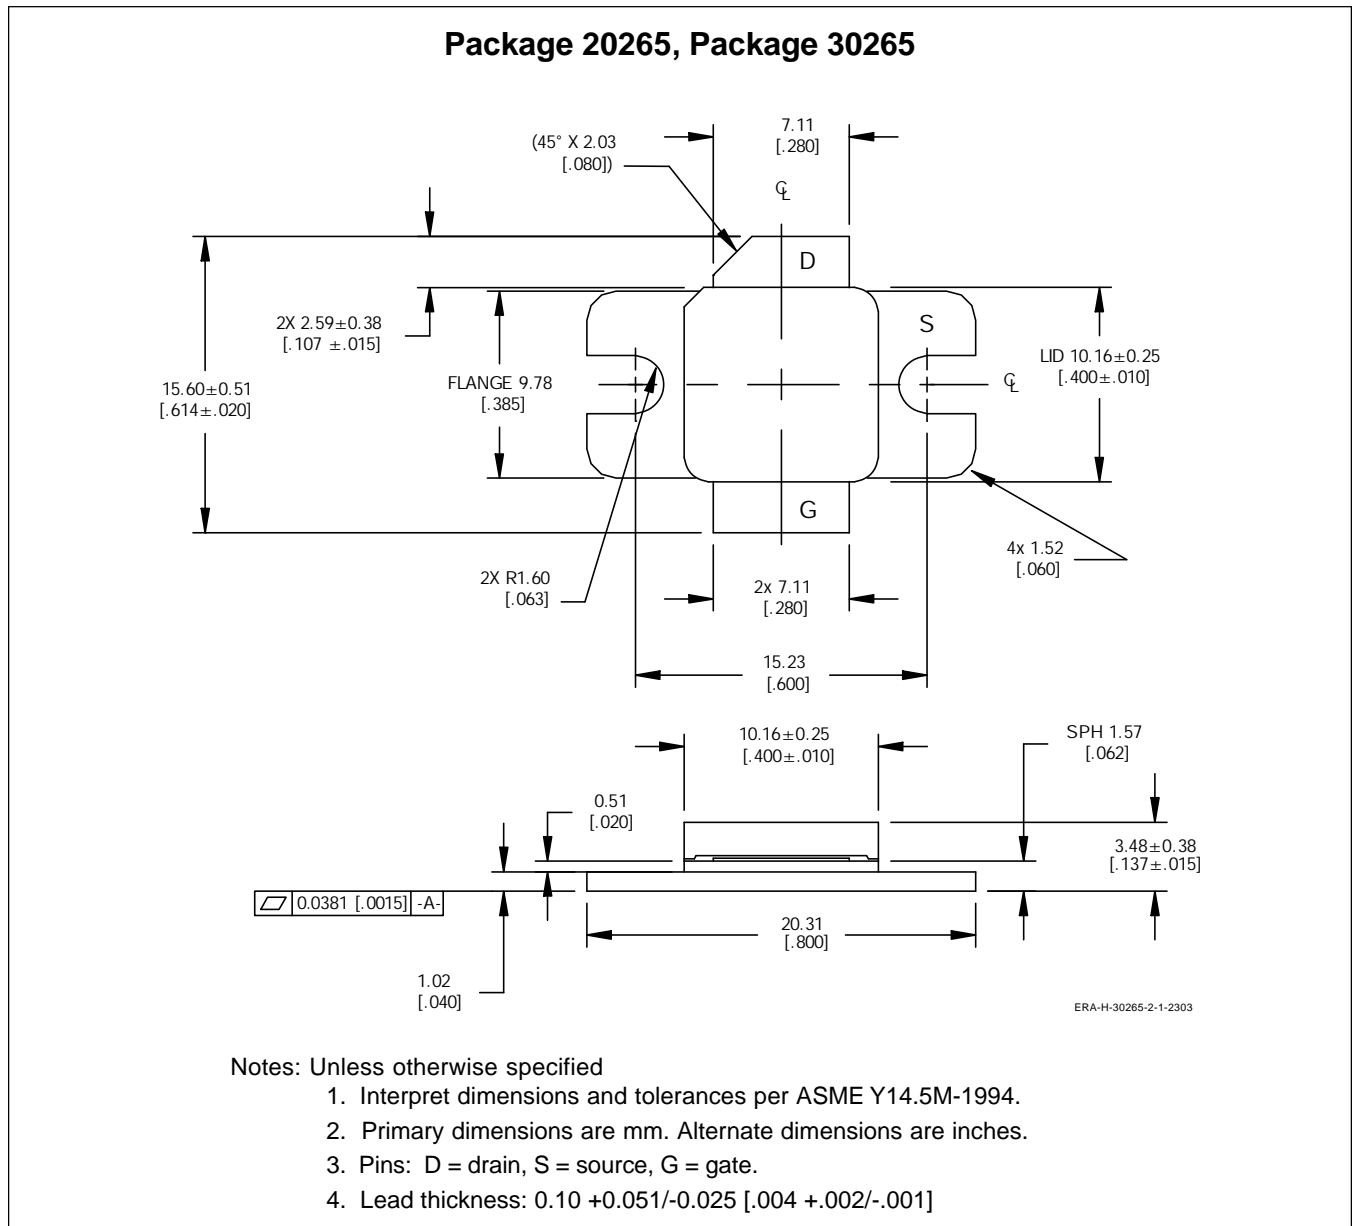 Package 20265, Package 30265
7.11
[.280]
(45° X 2.03
[.080])
℄
D
S
2X 2.59±0.38
[.107 ±.015]
LID 10.16±0.25
[.400±.010]
15.60±0.51
[.614±.020]
FLANGE 9.78
[.385]
℄
G
4x 1.52
[.060]
2X R1.60
[.063]
2x 7.11
[.280]
15.23
[.600]
10.16±0.25
[.400±.010]
SPH 1.57
[.062]
0.51
[.020]
3.48±0.38
[.137±.015]
⏥ 0.0381 [.0015] -A-
20.31
[.800]
1.02
[.040]
ERA-H-30265-2-1-2303
Notes: Unless otherwise specified
1. Interpret dimensions and tolerances per ASME Y14.5M-1994.
2. Primary dimensions are mm. Alternate dimensions are inches.
3. Pins: D = drain, S = source, G = gate.
4. Lead thickness: 0.10 +0.051/-0.025 [.004 +.002/-.001]